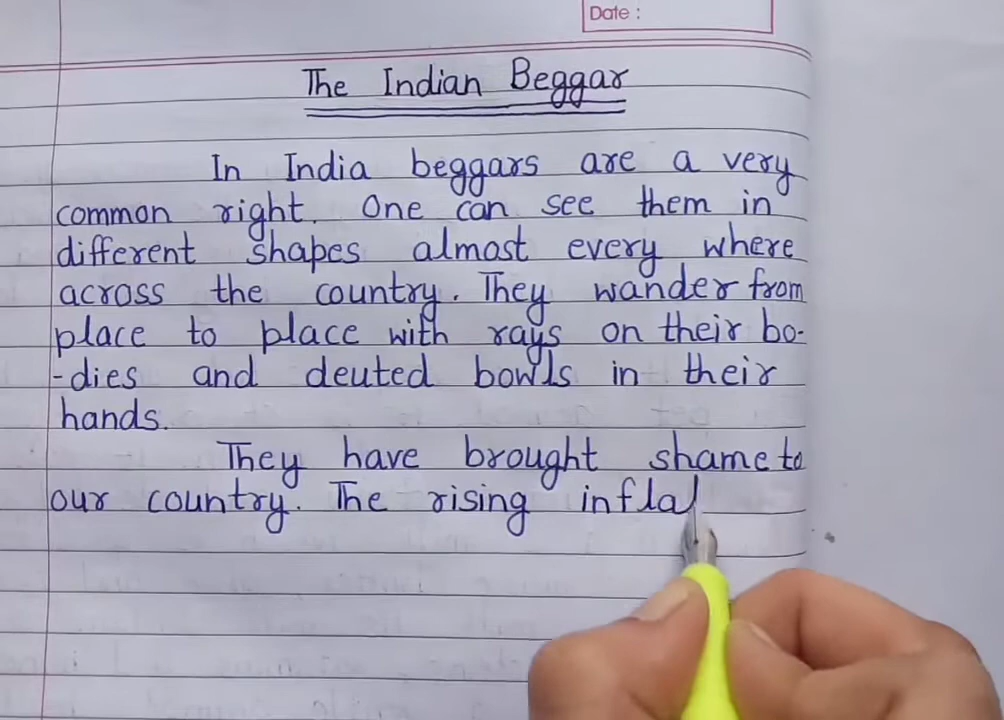 Date :
The Indian Beggar
In India beggars are a very
common right. One can see them in
different shapes almost every where
across the country. They wander from
place to place with rays on their bo-
-dies and deuted bowls in their
hands.
They have brought shame to
our country. The rising infla